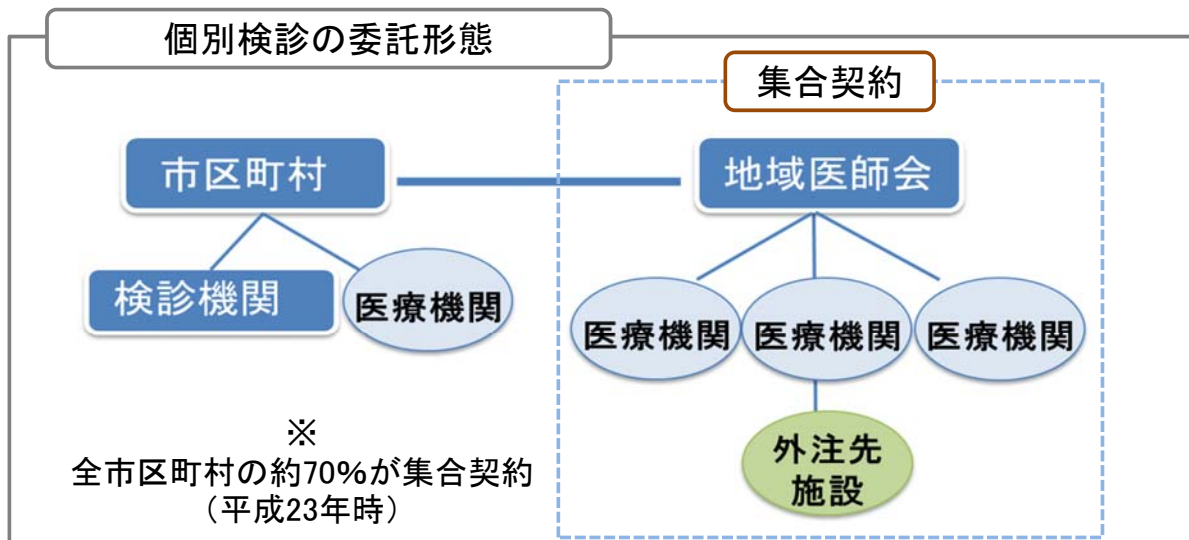 個別検診の委託形態
集合契約
市区町村
地域医師会
検診機関
医療機関
医療機関
医療機関
医療機関
外注先
施設
※
全市区町村の約70%が集合契約
（平成23年時）